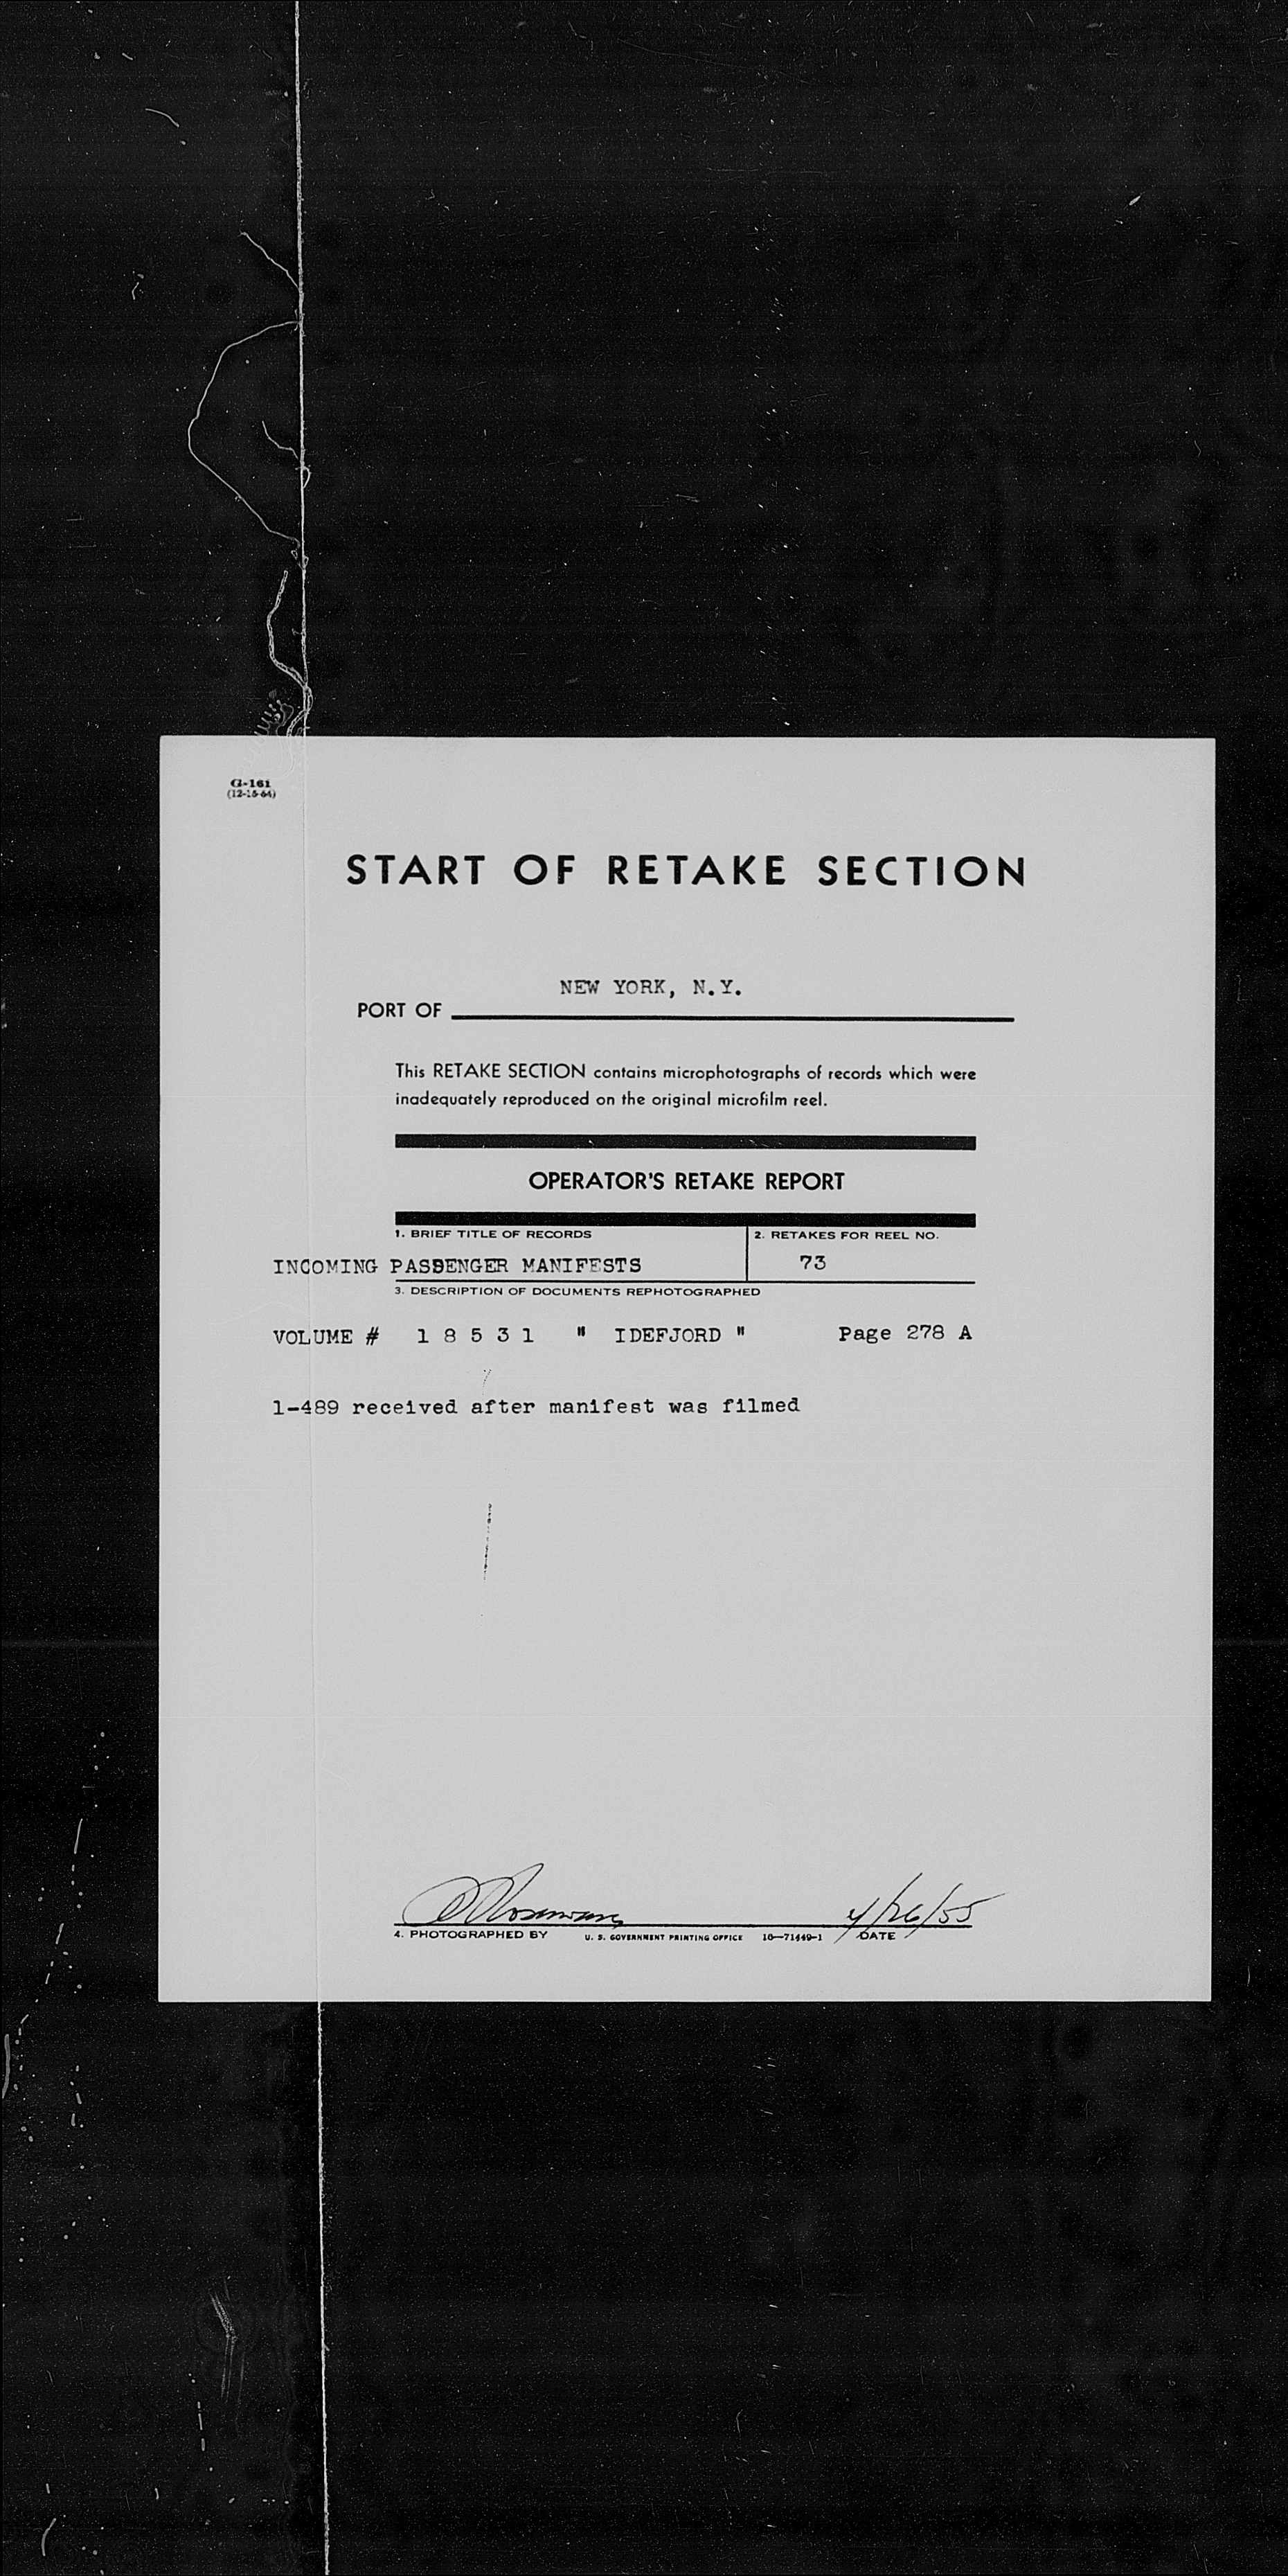 G-161
(12-15-54)
START OF RETAKE SECTION
NEW YORK, N.Y.
PORT OF
This RETAKE SECTION contains microphotographs of records which were
inadequately reproduced on the original microfilm reel.
OPERATOR'S RETAKE REPORT
1. BRIEF TITLE OF RECORDS
2. RETAKES FOR REEL NO.
INCOMING PASSENGER MANIFESTS
73
3. DESCRIPTION OF DOCUMENTS REPHOTOGRAPHED
VOLUME # 1 8 5 3 1 " IDEFJORD " Page 278 A
1-489 received after manifest was filmed
4/26/55
4. PHOTOGRAPHED BY U. S. GOVERNMENT PRINTING OFFICE 16—71449-1 DATE